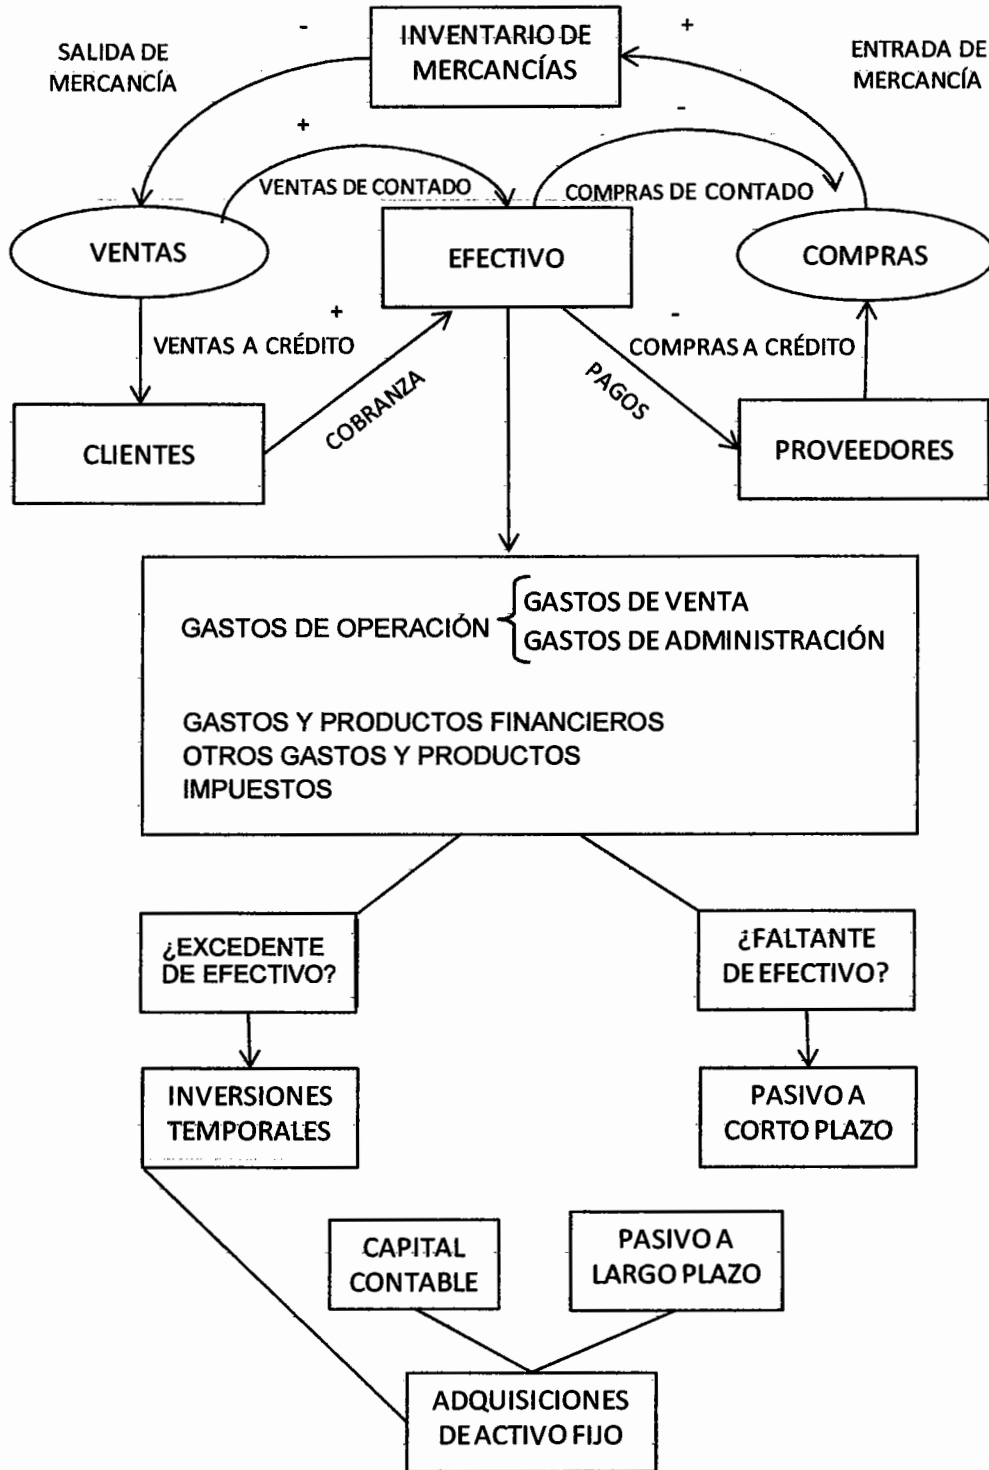 -
INVENTARIO DE
MERCANCÍAS
+
SALIDA DE
MERCANCÍA
ENTRADA DE
MERCANCÍA
+
-
VENTAS DE CONTADO
COMPRAS DE CONTADO
VENTAS
EFECTIVO
COMPRAS
+
-
VENTAS A CRÉDITO
COMPRAS A CRÉDITO
COBRANZA
PAGOS
CLIENTES
PROVEEDORES
GASTOS DE OPERACIÓN
GASTOS DE VENTA
GASTOS DE ADMINISTRACIÓN
GASTOS Y PRODUCTOS FINANCIEROS
OTROS GASTOS Y PRODUCTOS
IMPUESTOS
¿EXCEDENTE
DE EFECTIVO?
¿FALTANTE
DE EFECTIVO?
INVERSIONES
TEMPORALES
PASIVO A
CORTO PLAZO
CAPITAL
CONTABLE
PASIVO A
LARGO PLAZO
ADQUISICIONES
DE ACTIVO FIJO